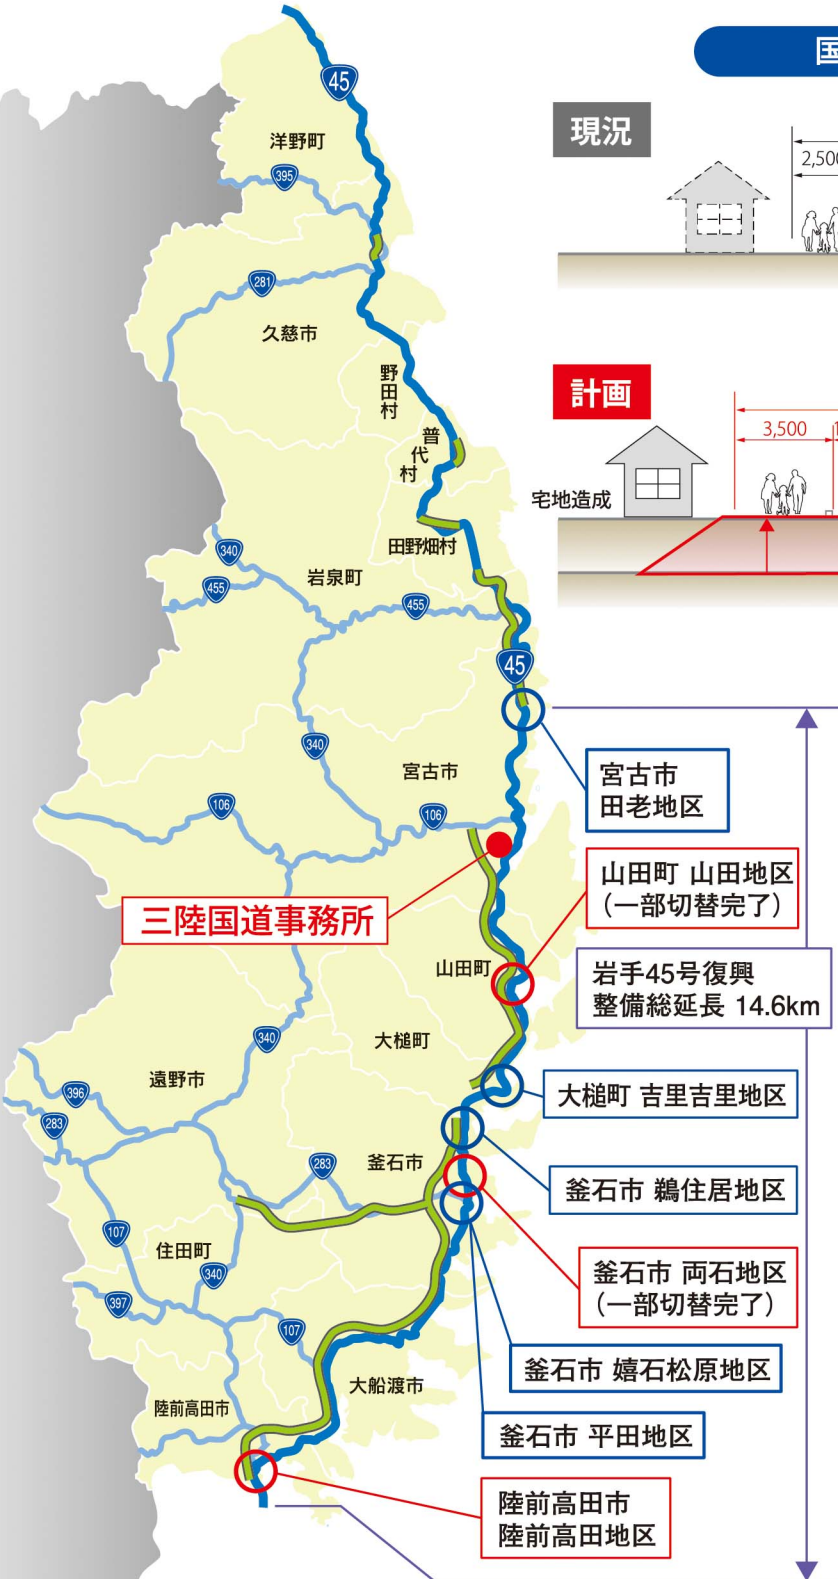 国
45
洋野町
現況
2,500
395
281
久慈市
野田村
計画
3,500
普代村
宅地造成
340
田野畑村
岩泉町
455
455
45
340
宮古市
宮古市
田老地区
106
106
山田町 山田地区
(一部切替完了)
三陸国道事務所
山田町
岩手45号復興
整備総延長 14.6km
340
大槌町
遠野市
396
大槌町 吉里吉里地区
283
釜石市
283
釜石市 鵜住居地区
107
住田町
340
釜石市 両石地区
(一部切替完了)
397
107
釜石市 嬉石松原地区
大船渡市
陸前高田市
釜石市 平田地区
陸前高田市
陸前高田地区